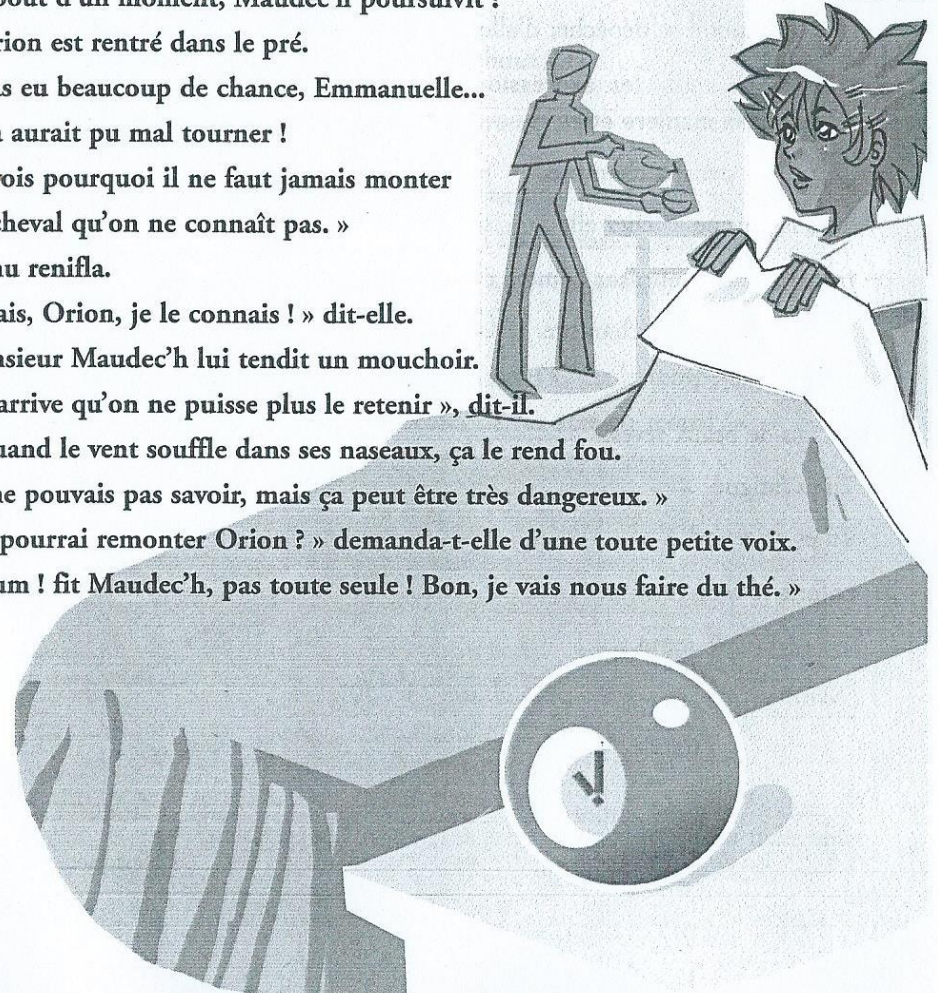 bout d'un moment, Maudec'h poursuivit :
rion est rentré dans le pré.
s eu beaucoup de chance, Emmanuelle...
aurait pu mal tourner !
ois pourquoi il ne faut jamais monter
cheval qu'on ne connaît pas. »
u renifla.
ais, Orion, je le connais ! » dit-elle.
nsieur Maudec'h lui tendit un mouchoir.
arrive qu'on ne puisse plus le retenir », dit-il.
uand le vent souffle dans ses naseaux, ça le rend fou.
ne pouvais pas savoir, mais ça peut être très dangereux. »
pourrai remonter Orion ? » demanda-t-elle d'une toute petite voix.
um ! fit Maudec'h, pas toute seule ! Bon, je vais nous faire du thé. »